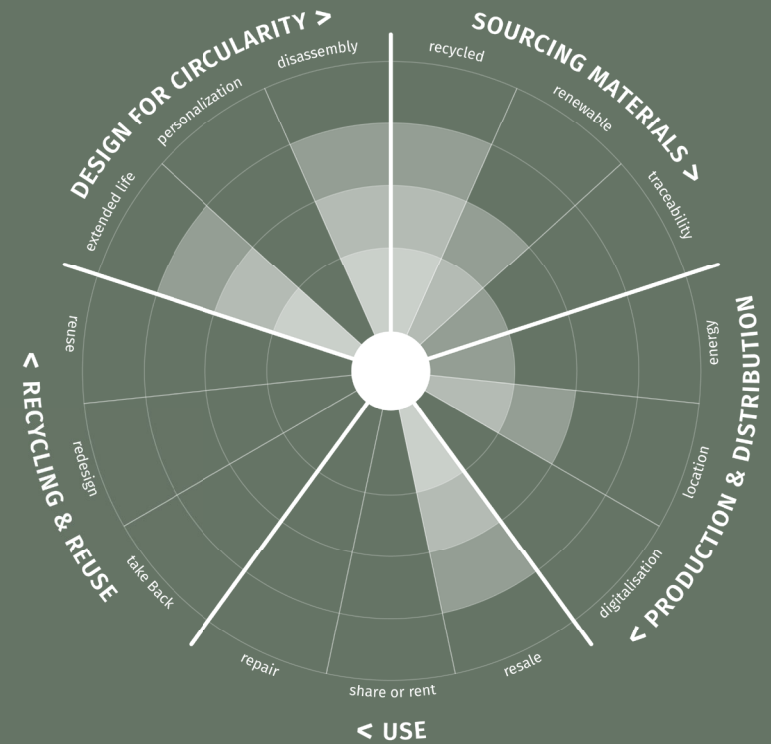 DESIGN FOR CIRCULARITY >
extended life
personalization
disassembly
SOURCING MATERIALS >
recycled
renewable
traceability
< PRODUCTION & DISTRIBUTION
energy
location
digitalisation
< USE
resale
share or rent
repair
< RECYCLING & REUSE
take Back
redesign
reuse